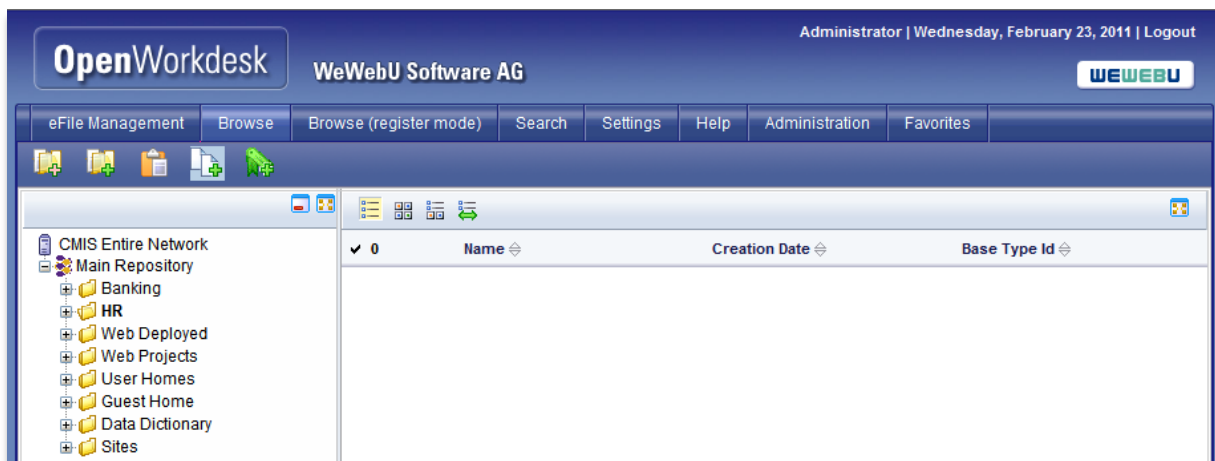 Administrator | Wednesday, February 23, 2011 | Logout
OpenWorkdesk
WeWebU Software AG
WEWEBU
eFile Management Browse Browse (register mode) Search Settings Help Administration Favorites
CMIS Entire Network
Main Repository
Banking
HR
Web Deployed
Web Projects
User Homes
Guest Home
Data Dictionary
Sites
0 Name Creation Date Base Type Id